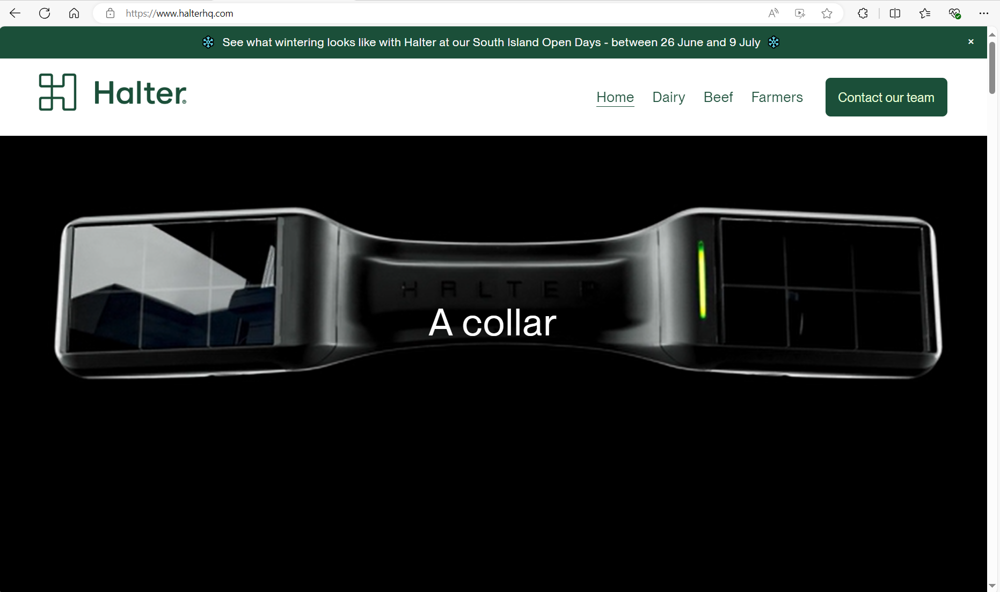 https://www.halterhq.com
See what wintering looks like with Halter at our South Island Open Days - between 26 June and 9 July
Halter®
Home Dairy Beef Farmers Contact our team
HALTER
A collar